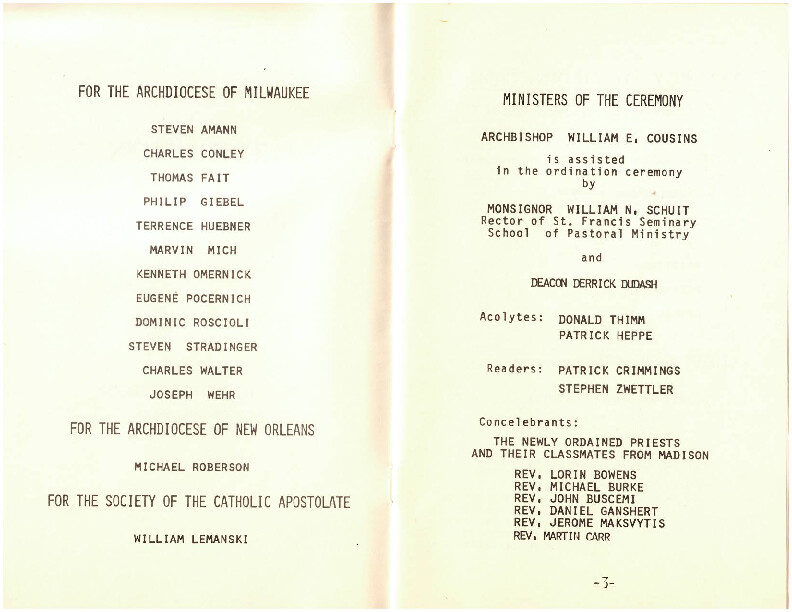 FOR THE ARCHDIOCESE OF MILWAUKEE
STEVEN AMANN
CHARLES CONLEY
THOMAS FAIT
PHILIP GIEBEL
TERRENCE HUEBNER
MARVIN MICH
KENNETH OMERNICK
EUGENE POCERNICH
DOMINIC ROSCIOLI
STEVEN STRADINGER
CHARLES WALTER
JOSEPH WEHR
FOR THE ARCHDIOCESE OF NEW ORLEANS
MICHAEL ROBERSON
FOR THE SOCIETY OF THE CATHOLIC APOSTOLATE
WILLIAM LEMANSKI
MINISTERS OF THE CEREMONY
ARCHBISHOP WILLIAM E. COUSINS
is assisted
in the ordination ceremony
by
MONSIGNOR WILLIAM N. SCHUIT
Rector of St. Francis Seminary
School of Pastoral Ministry
and
DEACON DERRICK DUDASH
Acolytes: DONALD THIMM
PATRICK HEPPE
Readers: PATRICK CRIMMINGS
STEPHEN ZWETTLER
Concelebrants:
THE NEWLY ORDAINED PRIESTS
AND THEIR CLASSMATES FROM MADISON
REV. LORIN BOWENS
REV. MICHAEL BURKE
REV. JOHN BUSCEMI
REV. DANIEL GANSHERT
REV. JEROME MAKSVYTIS
REV. MARTIN CARR
-3-